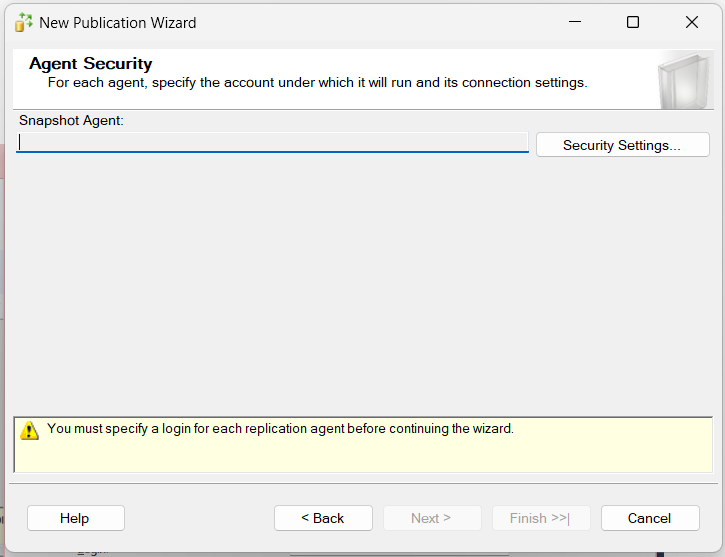 New Publication Wizard
Agent Security
For each agent, specify the account under which it will run and its connection settings.
Snapshot Agent:
Security Settings...
You must specify a login for each replication agent before continuing the wizard.
Help
< Back
Next >
Finish >>|
Cancel